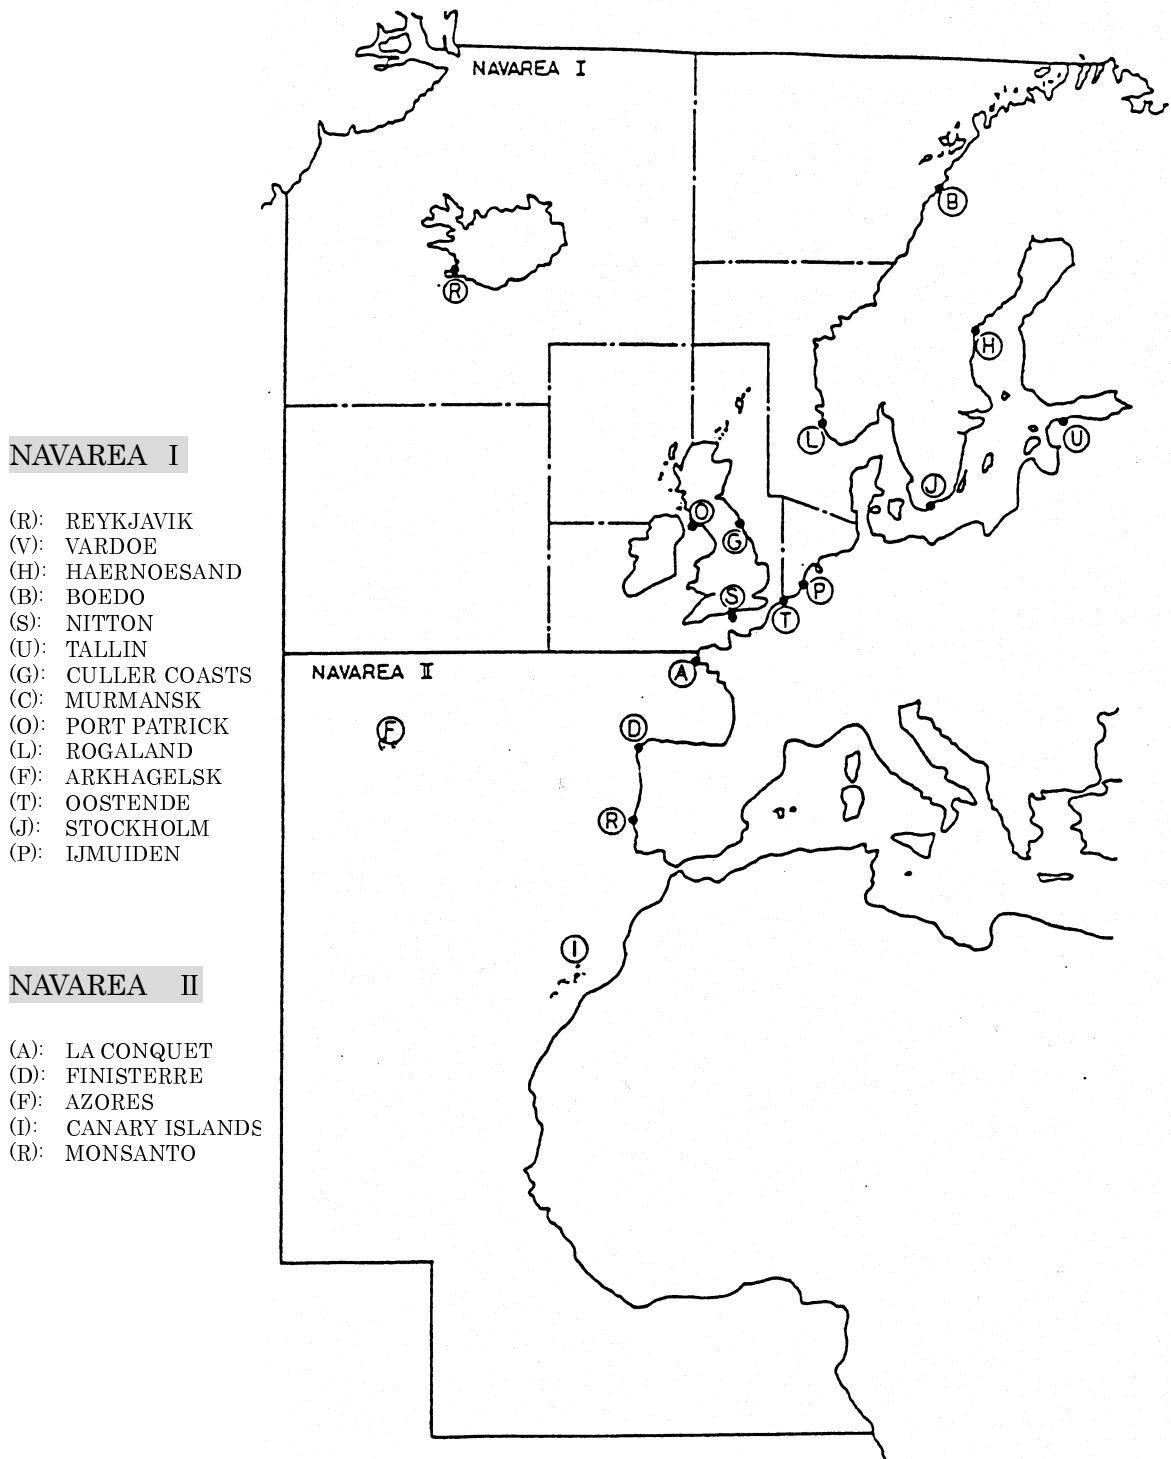 NAVAREA I
B
R
H
L
U
J
O
G
P
S
T
NAVAREA I
(R): REYKJAVIK
(V): VARDOE
(H): HAERNOESAND
(B): BOEDO
(S): NITTON
(U): TALLIN
(G): CULLER COASTS
(C): MURMANSK
(O): PORT PATRICK
(L): ROGALAND
(F): ARKHAGELSK
(T): OOSTENDE
(J): STOCKHOLM
(P): IJMUIDEN
NAVAREA II
A
F
D
R
I
NAVAREA II
(A): LA CONQUET
(D): FINISTERRE
(F): AZORES
(I): CANARY ISLANDS
(R): MONSANTO